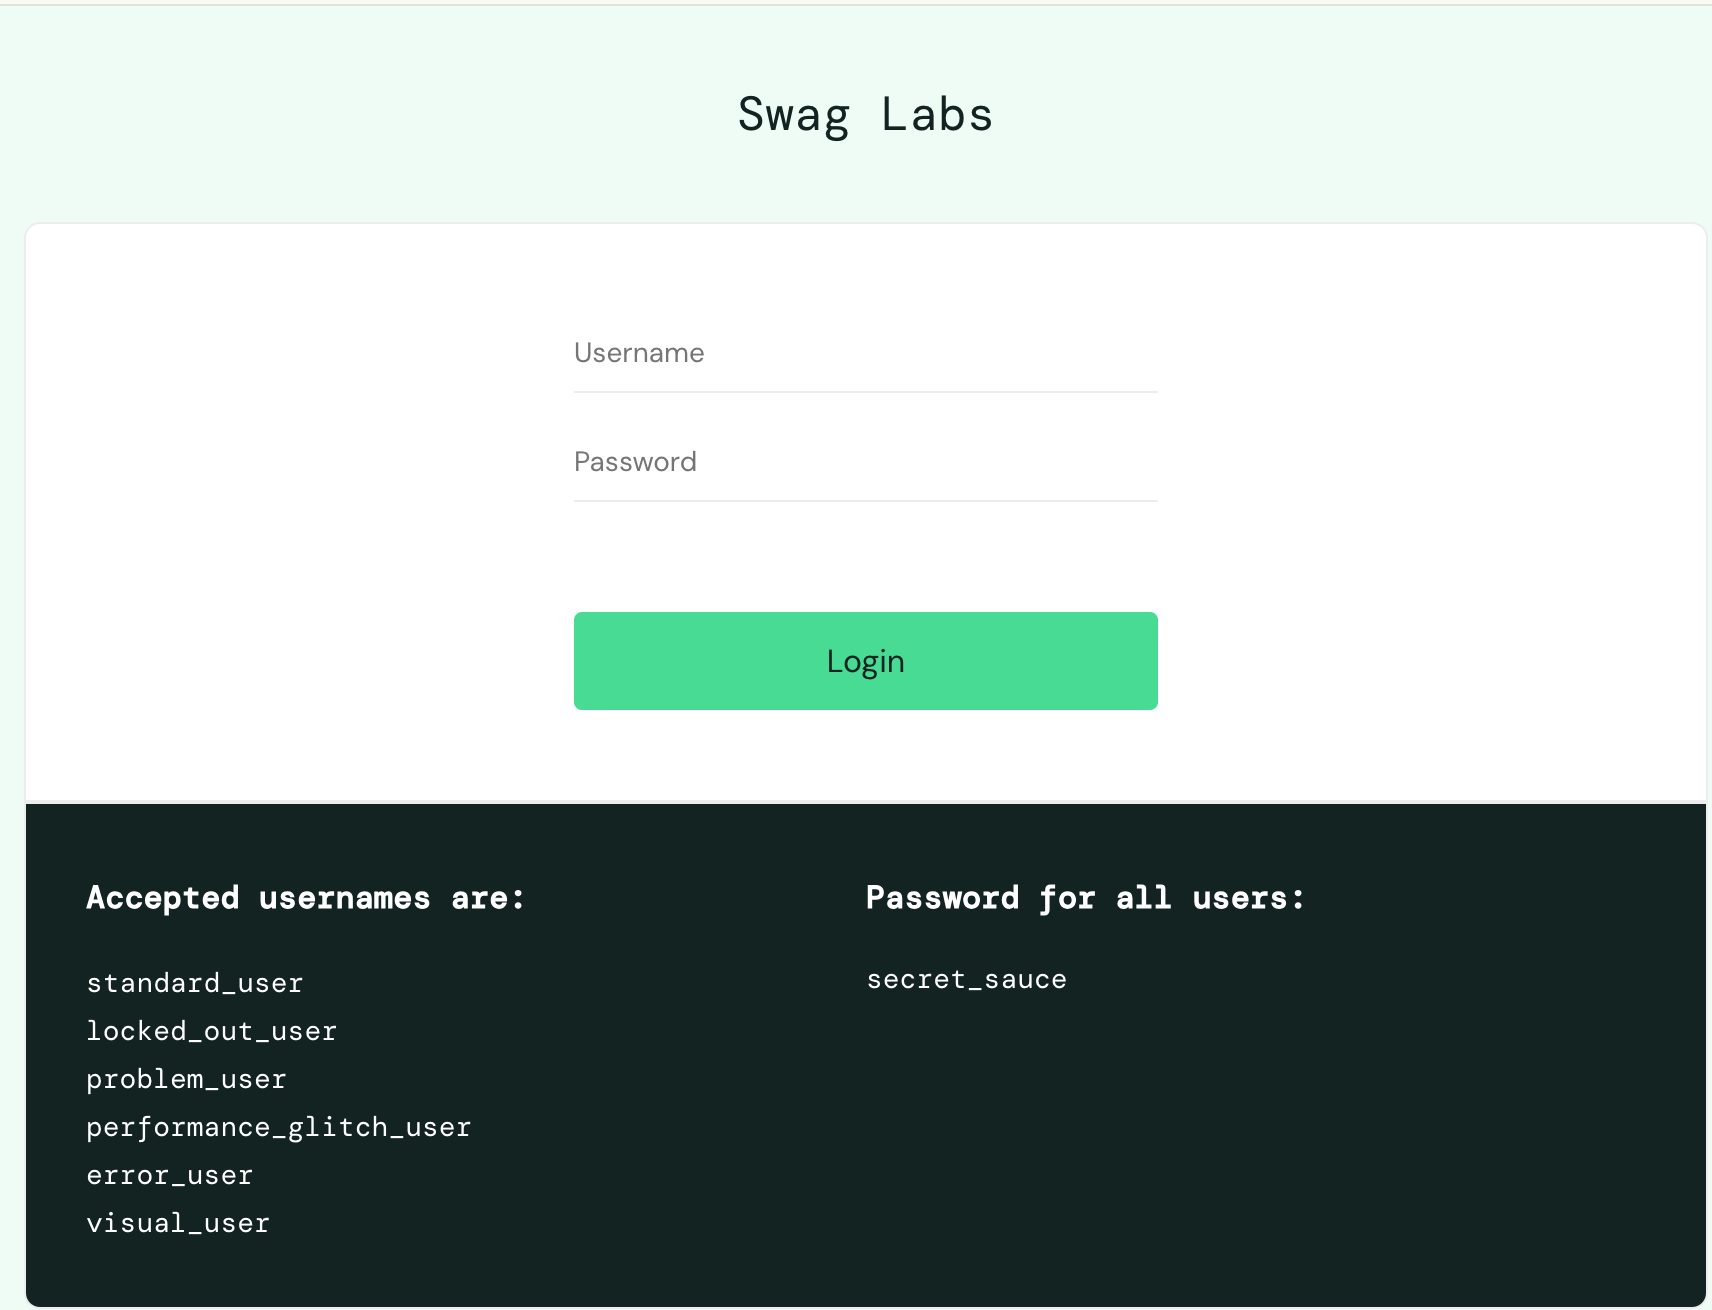 Swag Labs
Username
Password
Login
Accepted usernames are:
standard_user
locked_out_user
problem_user
performance_glitch_user
error_user
visual_user
Password for all users:
secret_sauce